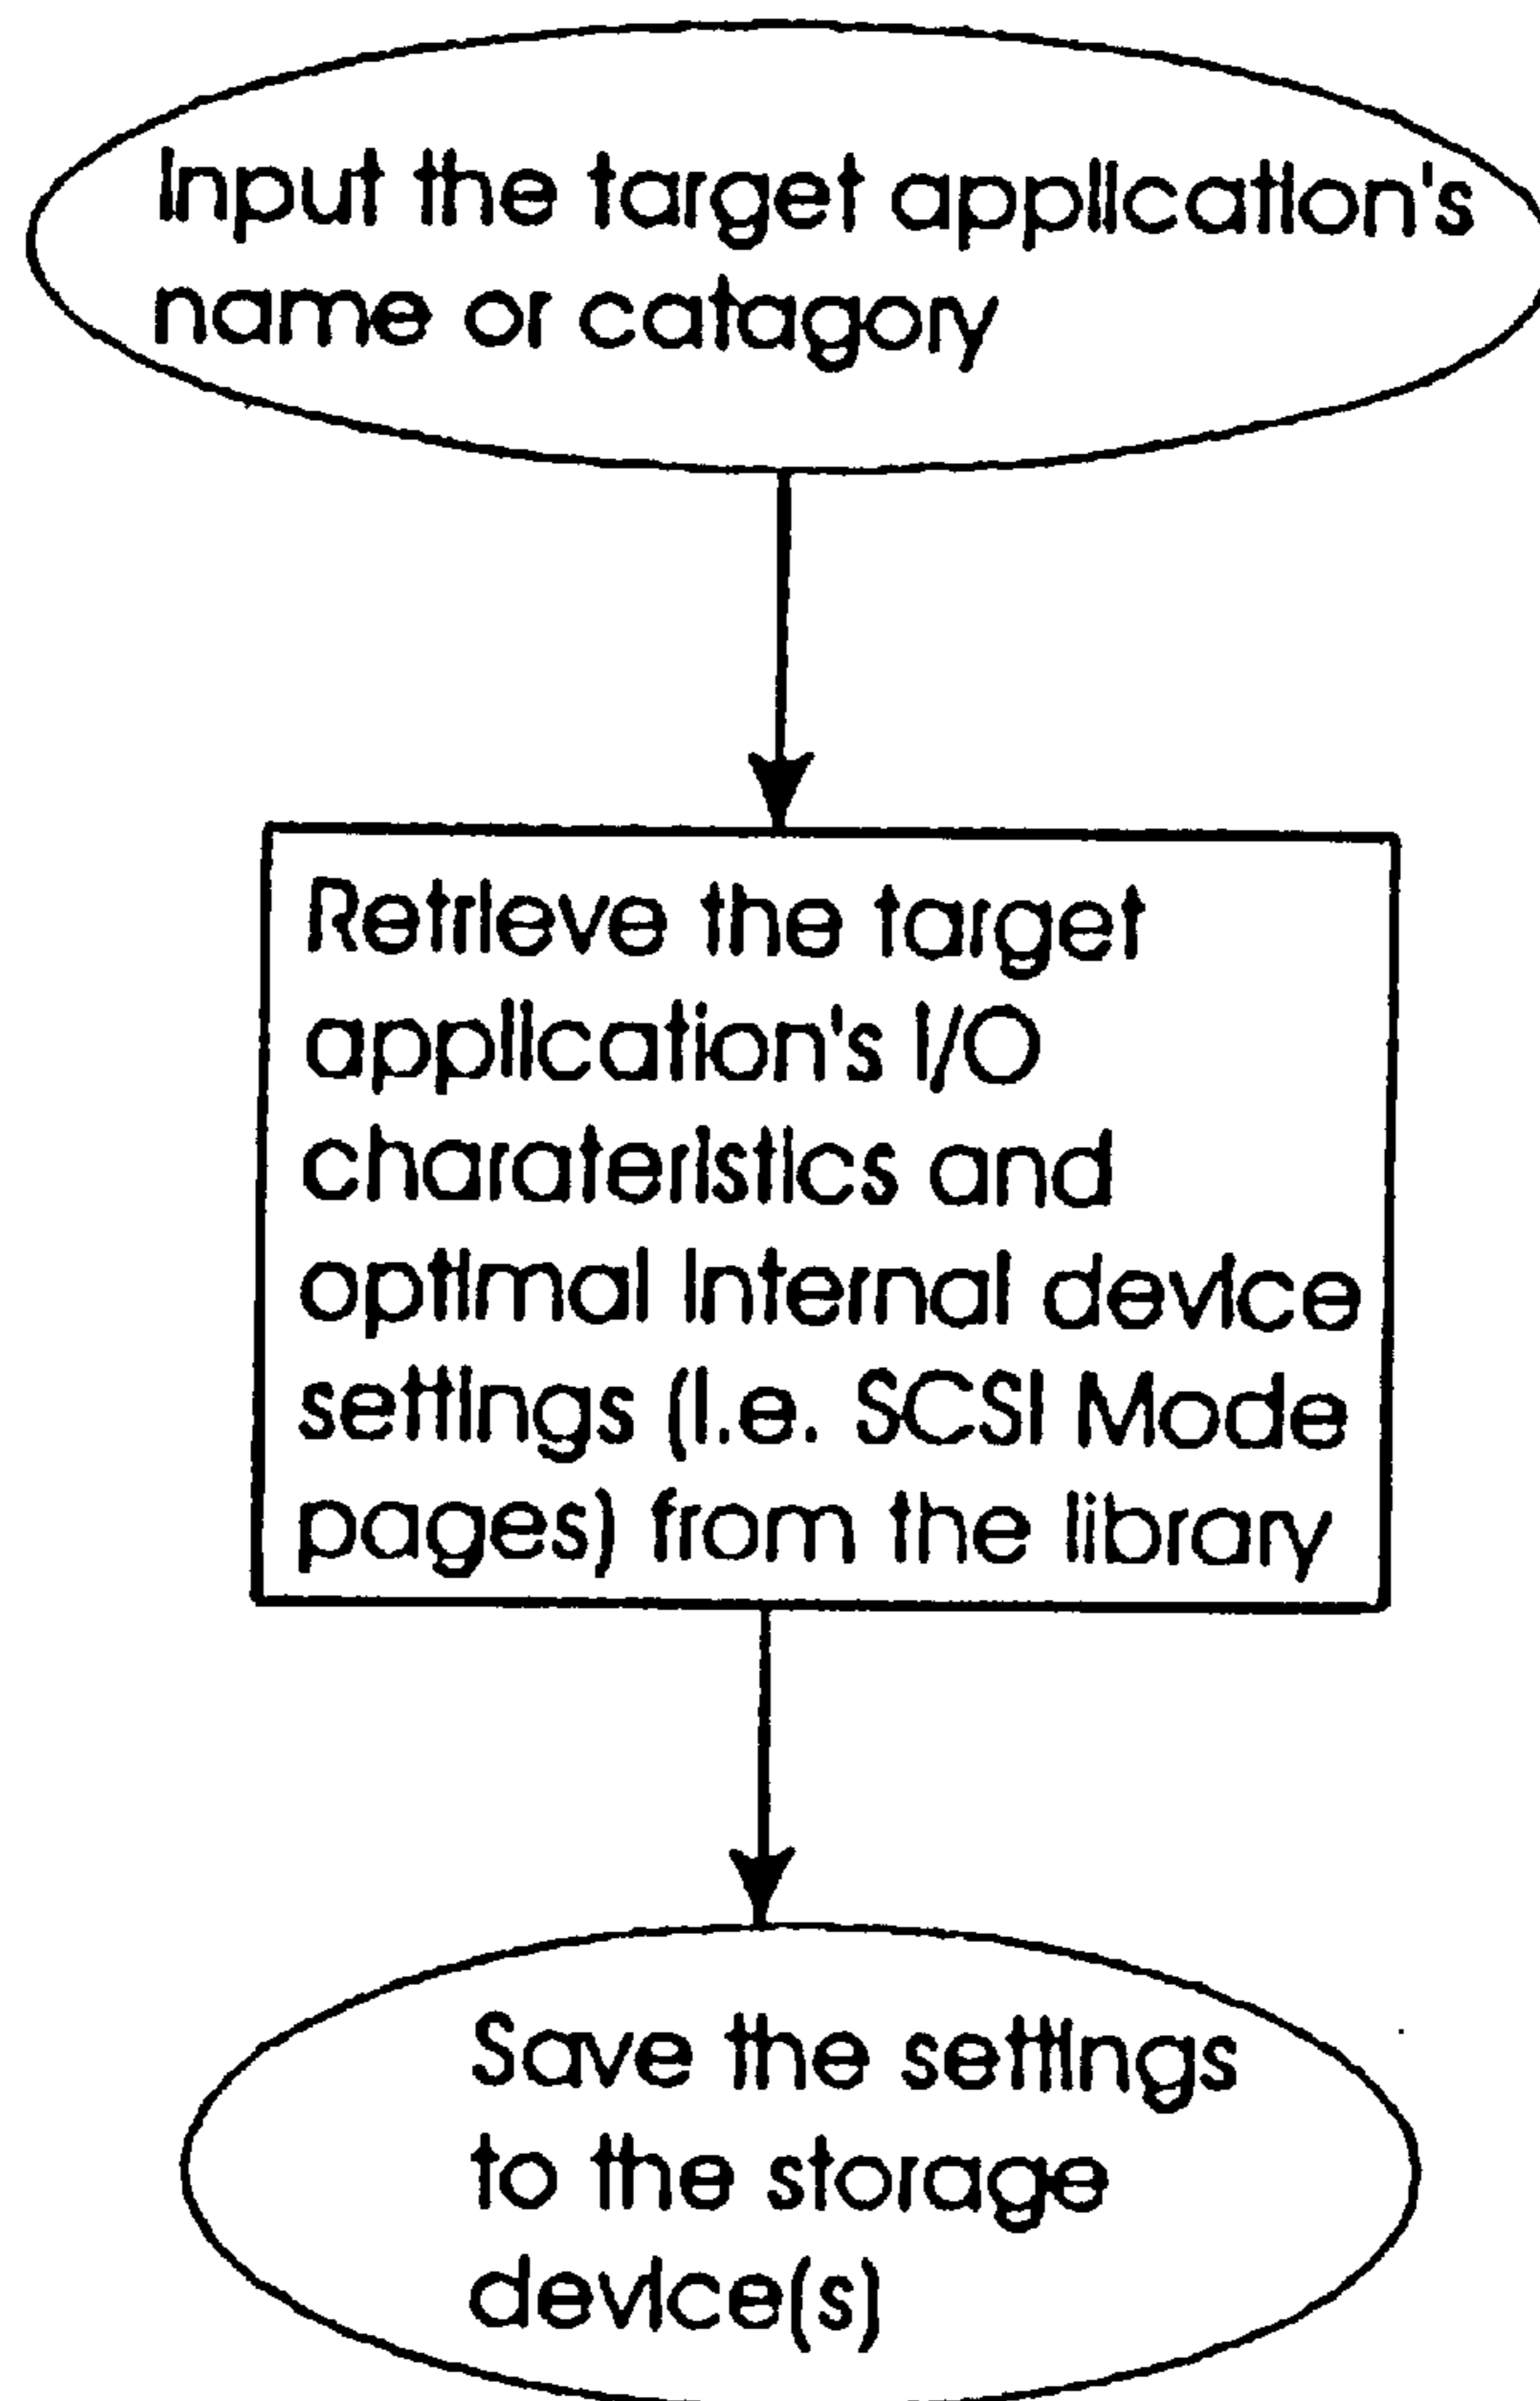 Input the target application's
name or catagory
Retrieve the target
application's I/O
charateristics and
optimal internal device
settings (i.e. SCSI Mode
pages) from the library
Save the settings
to the storage
device(s)